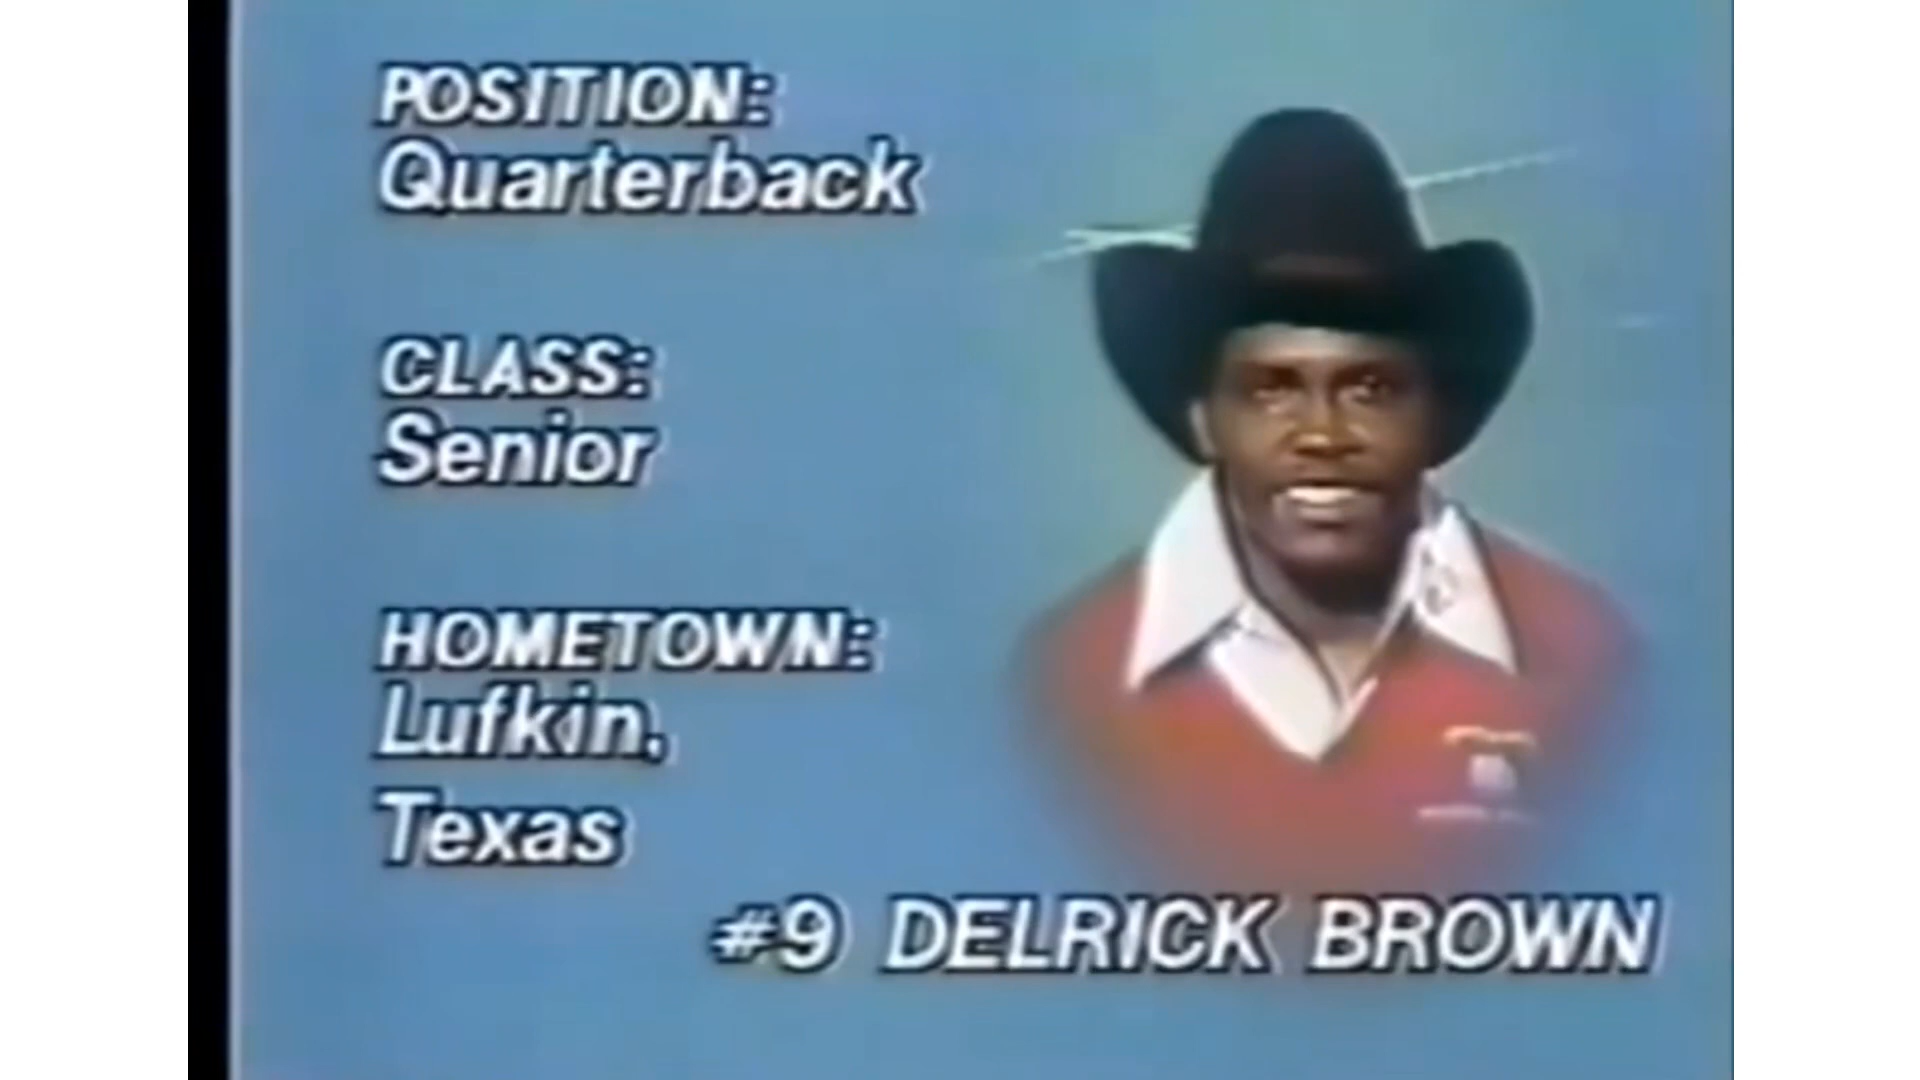 POSITION:
Quarterback
CLASS:
Senior
HOMETOWN:
Lufkin,
Texas
#9 DELRICK BROWN